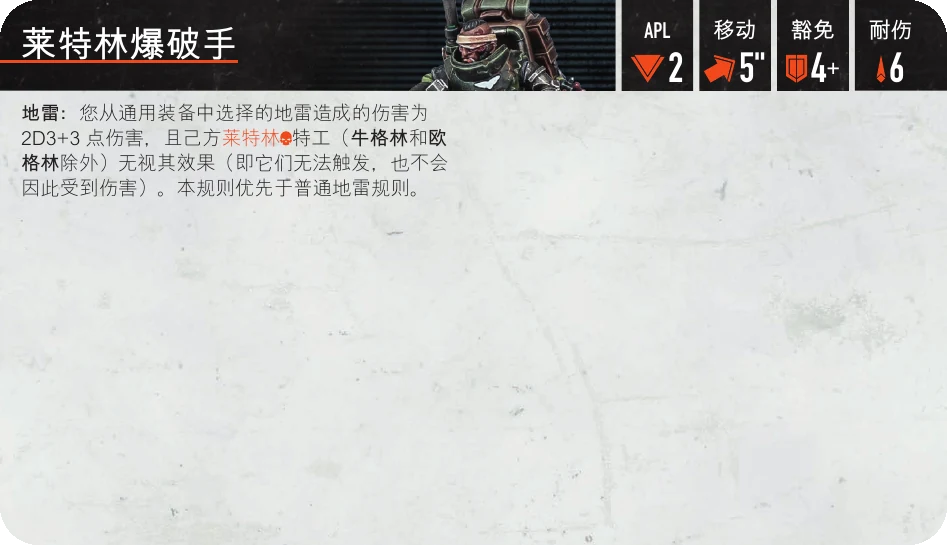 莱特林爆破手
APL 移动 豁免 耐伤
2 5" 4+ 6
地雷：您从通用装备中选择的地雷造成的伤害为
2D3+3 点伤害，且己方莱特林特工（牛格林和欧
格林除外）无视其效果（即它们无法触发，也不会
因此受到伤害）。本规则优先于普通地雷规则。